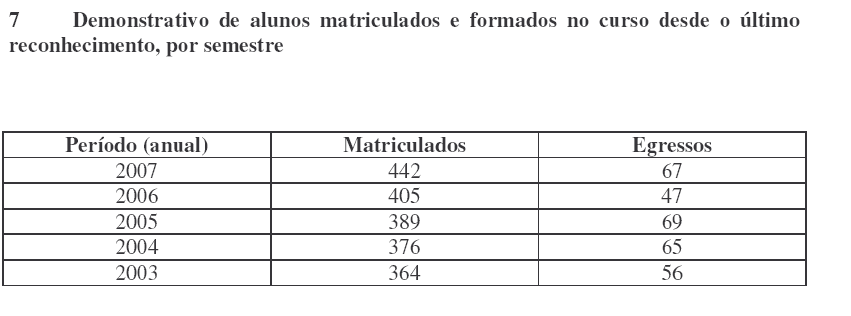 7 Demonstrativo de alunos matriculados e formados no curso desde o último
reconhecimento, por semestre
Período (anual) Matriculados Egressos
2007 442 67
2006 405 47
2005 389 69
2004 376 65
2003 364 56